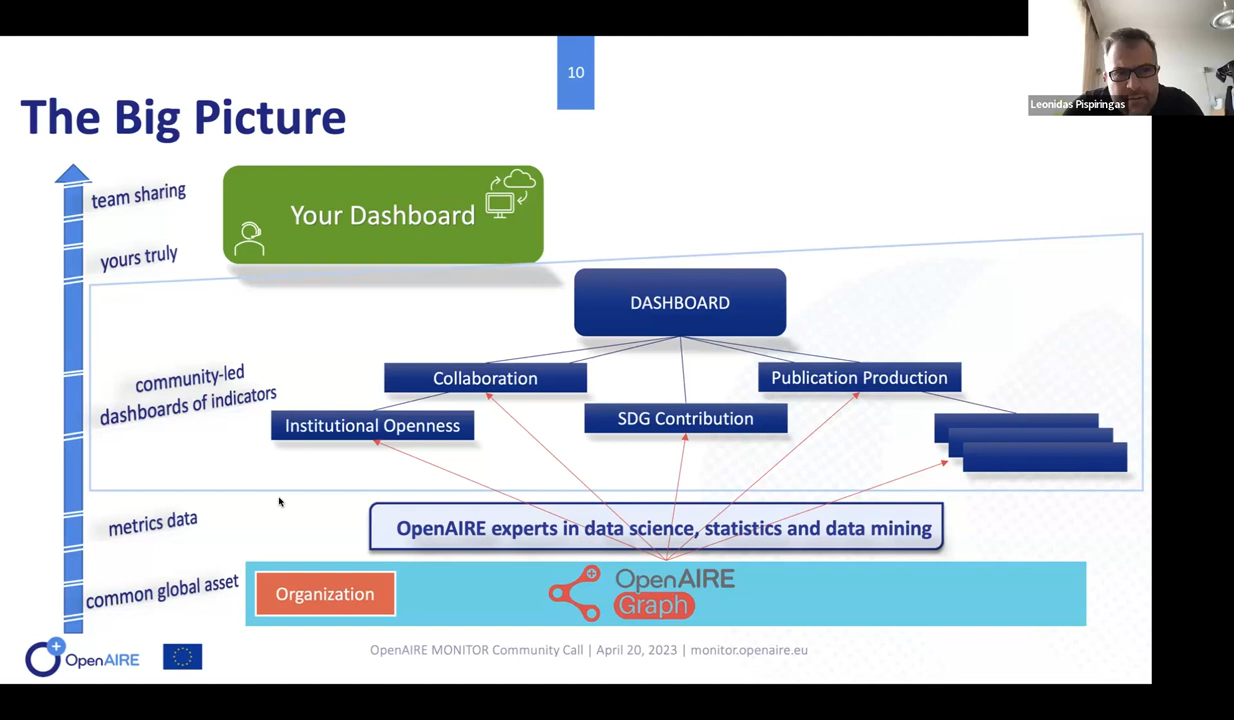 10
Leonidas Pispiringas
The Big Picture
team sharing
Your Dashboard
yours truly
DASHBOARD
community-led
dashboards of indicators
Collaboration
Publication Production
Institutional Openness
SDG Contribution
metrics data
OpenAIRE experts in data science, statistics and data mining
common global asset
Organization
OpenAIRE
Graph
OpenAIRE
OpenAIRE MONITOR Community Call | April 20, 2023 | monitor.openaire.eu